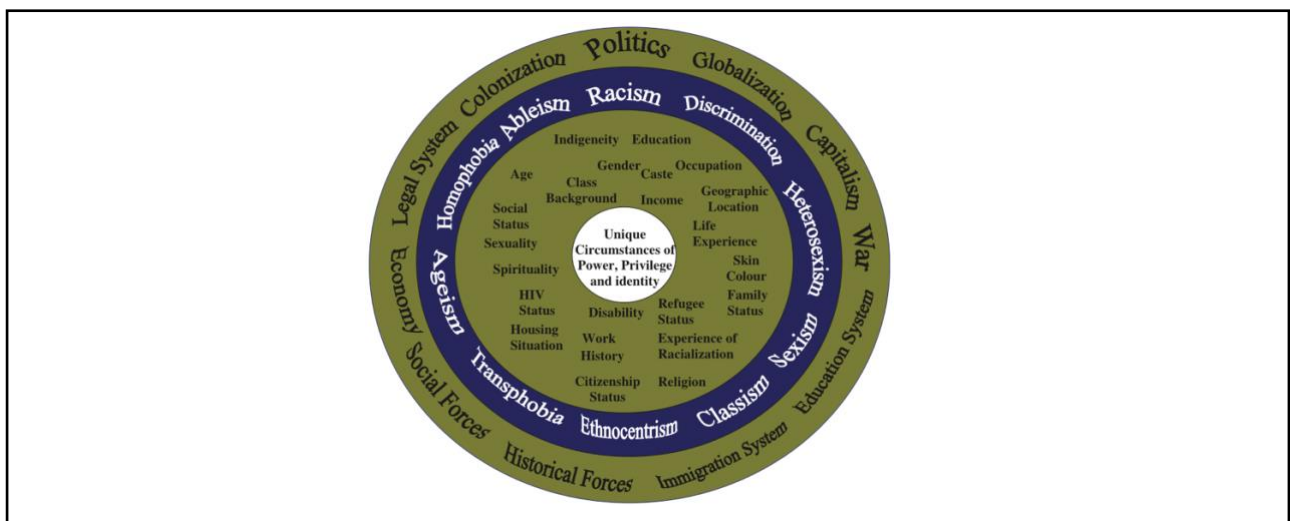 Politics
Globalization
Capitalism
War
Education System
Immigration System
Historical Forces
Social Forces
Economy
Legal System
Colonization
Racism
Discrimination
Heterosexism
Sexism
Classism
Ethnocentrism
Transphobia
Ageism
Homophobia
Ableism
Indigeneity
Education
Age
Gender
Caste
Occupation
Class
Background
Income
Geographic
Location
Social
Status
Sexuality
Life
Experience
Spirituality
Skin
Colour
HIV
Status
Disability
Refugee
Status
Family
Status
Housing
Situation
Work
History
Experience of
Racialization
Citizenship
Status
Religion
Unique
Circumstances of
Power, Privilege
and identity